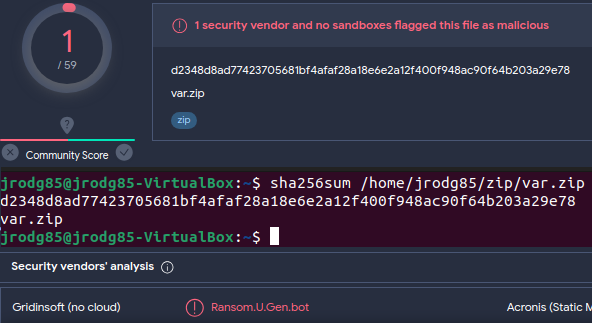 1 security vendor and no sandboxes flagged this file as malicious
1
/ 59
d2348d8ad77423705681bf4afaf28a18e6e2a12f400f948ac90f64b203a29e78
var.zip
zip
?
Community Score
jrodg85@jrodg85-VirtualBox:~$ sha256sum /home/jrodg85/zip/var.zip
d2348d8ad77423705681bf4afaf28a18e6e2a12f400f948ac90f64b203a29e78
var.zip
jrodg85@jrodg85-VirtualBox:~$
Security vendors' analysis
Gridinsoft (no cloud) Ransom.U.Gen.bot Acronis (Static M